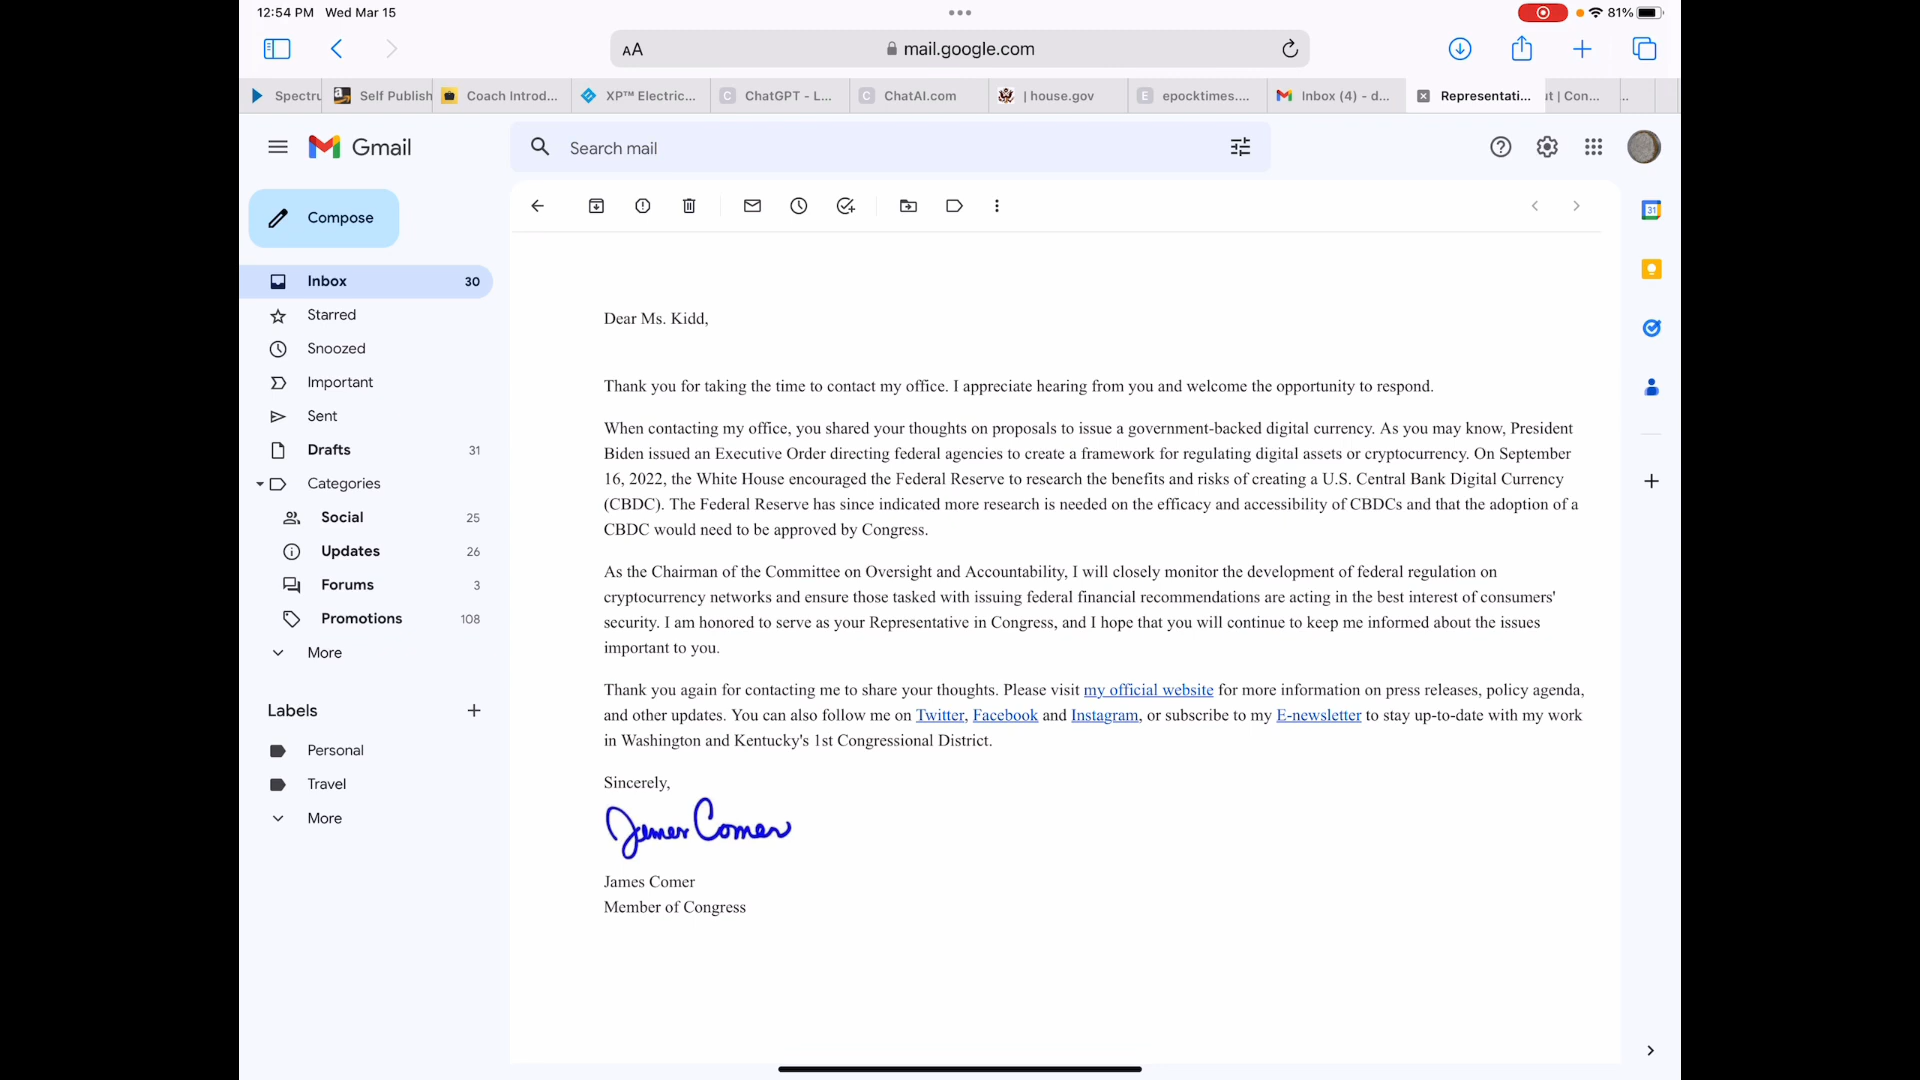 12:54 PM Wed Mar 15
81%
AA
mail.google.com
Spectru
Self Publish
Coach Introd...
XP™ Electric...
C ChatGPT - L...
C ChatAI.com
| house.gov
E epocktimes....
Inbox (4) - d...
Representati...
t | Con...
..
Gmail
Search mail
Compose
Inbox 30
Starred
Snoozed
Important
Sent
Drafts 31
Categories
Social 25
Updates 26
Forums 3
Promotions 108
More
Labels
Personal
Travel
More
31
Dear Ms. Kidd,
Thank you for taking the time to contact my office. I appreciate hearing from you and welcome the opportunity to respond.
When contacting my office, you shared your thoughts on proposals to issue a government-backed digital currency. As you may know, President
Biden issued an Executive Order directing federal agencies to create a framework for regulating digital assets or cryptocurrency. On September
16, 2022, the White House encouraged the Federal Reserve to research the benefits and risks of creating a U.S. Central Bank Digital Currency
(CBDC). The Federal Reserve has since indicated more research is needed on the efficacy and accessibility of CBDCs and that the adoption of a
CBDC would need to be approved by Congress.
As the Chairman of the Committee on Oversight and Accountability, I will closely monitor the development of federal regulation on
cryptocurrency networks and ensure those tasked with issuing federal financial recommendations are acting in the best interest of consumers'
security. I am honored to serve as your Representative in Congress, and I hope that you will continue to keep me informed about the issues
important to you.
Thank you again for contacting me to share your thoughts. Please visit my official website for more information on press releases, policy agenda,
and other updates. You can also follow me on Twitter, Facebook and Instagram, or subscribe to my E-newsletter to stay up-to-date with my work
in Washington and Kentucky's 1st Congressional District.
Sincerely,
James Comer
James Comer
Member of Congress